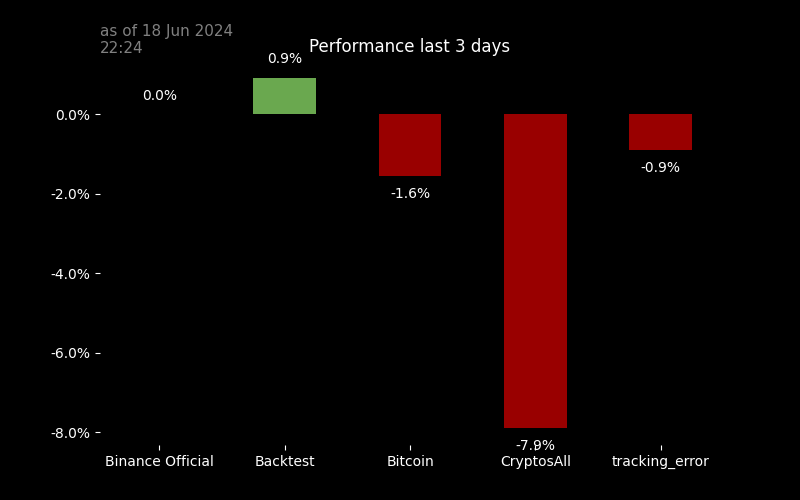 as of 18 Jun 2024
22:24
Performance last 3 days
0.0%
0.9%
-1.6%
-7.9%
-0.9%
0.0%
-2.0%
-4.0%
-6.0%
-8.0%
Binance Official
Backtest
Bitcoin
CryptosAll
tracking_error